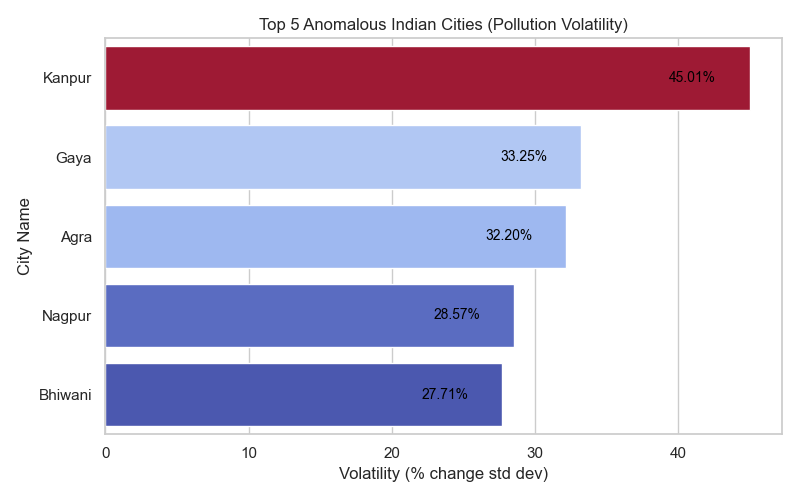 Top 5 Anomalous Indian Cities (Pollution Volatility)
City Name
Kanpur
45.01%
Gaya
33.25%
Agra
32.20%
Nagpur
28.57%
Bhiwani
27.71%
0 10 20 30 40
Volatility (% change std dev)